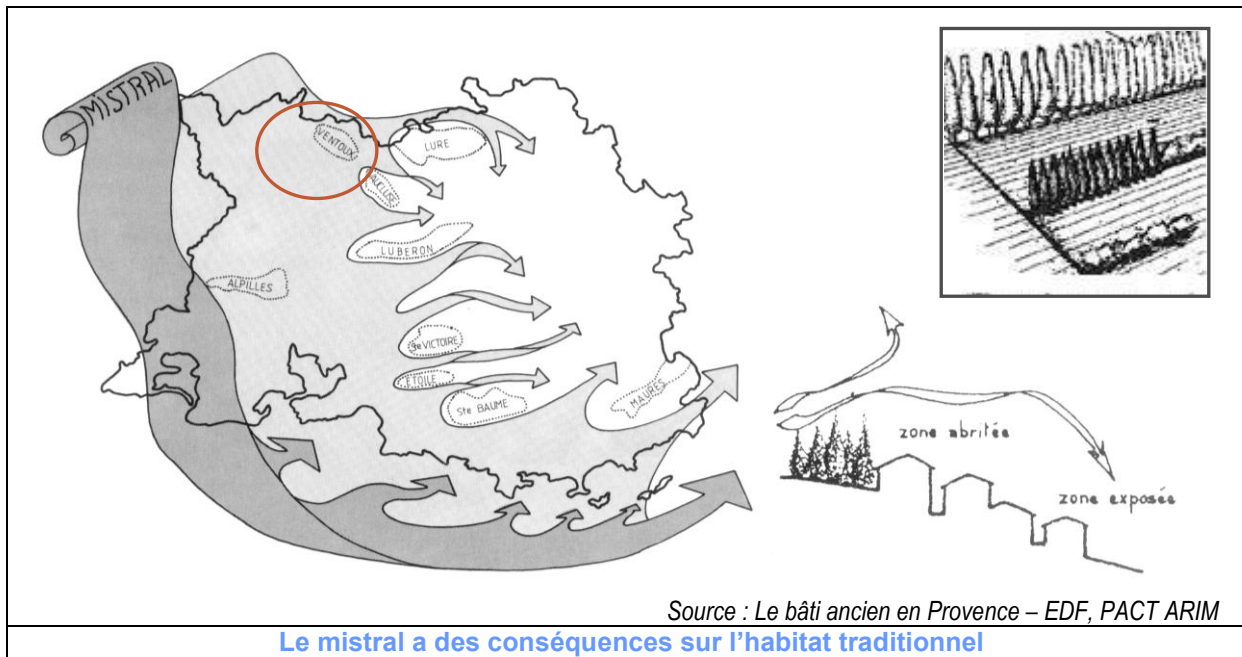 MISTRAL
VENTOUX
LURE
VAUCLUSE
LUBERON
ALPILLES
Ste VICTOIRE
ETOILE
Ste BAUME
MAURES
zone abritée
zone exposée
Source : Le bâti ancien en Provence – EDF, PACT ARIM
Le mistral a des conséquences sur l'habitat traditionnel